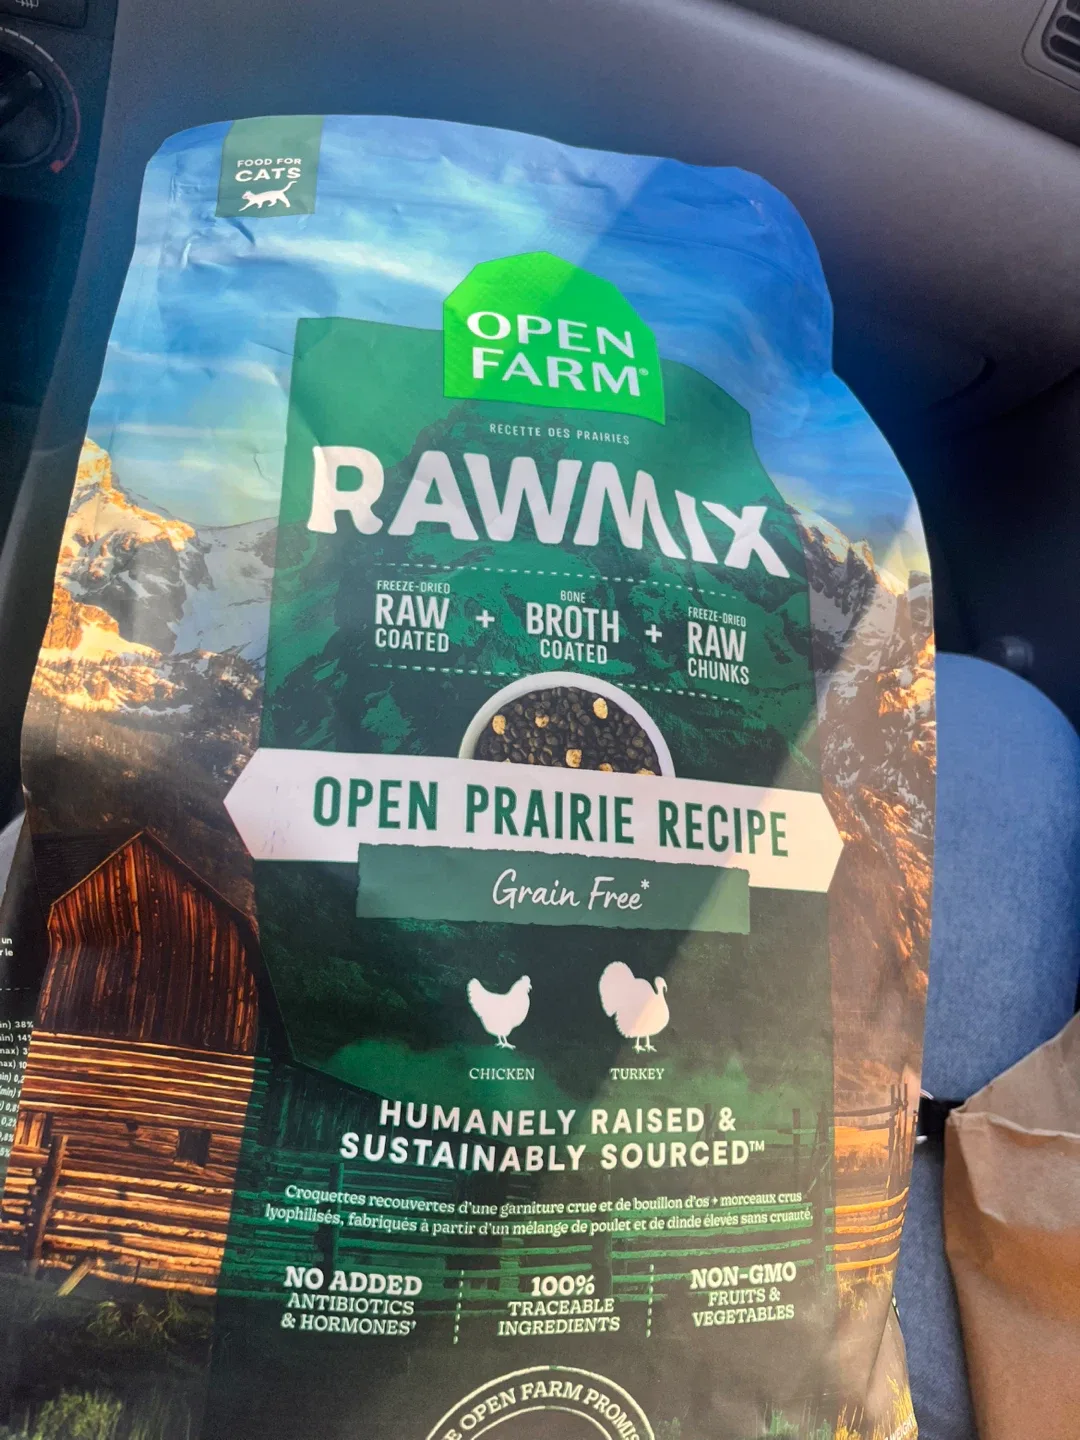 FOOD FOR
CATS
OPEN
FARM®
RECETTE DES PRAIRIES
RAWMIX
FREEZE-DRIED
RAW
COATED
+
BONE
BROTH
COATED
+
FREEZE-DRIED
RAW
CHUNKS
OPEN PRAIRIE RECIPE
Grain Free*
CHICKEN
TURKEY
HUMANELY RAISED &
SUSTAINABLY SOURCED™
Croquettes recouvertes d'une garniture crue et de bouillon d'os + morceaux crus
lyophilisés, fabriqués à partir d'un mélange de poulet et de dinde élevés sans cruauté.
NO ADDED
ANTIBIOTICS
& HORMONES†
100%
TRACEABLE
INGREDIENTS
NON-GMO
FRUITS &
VEGETABLES
OPEN FARM